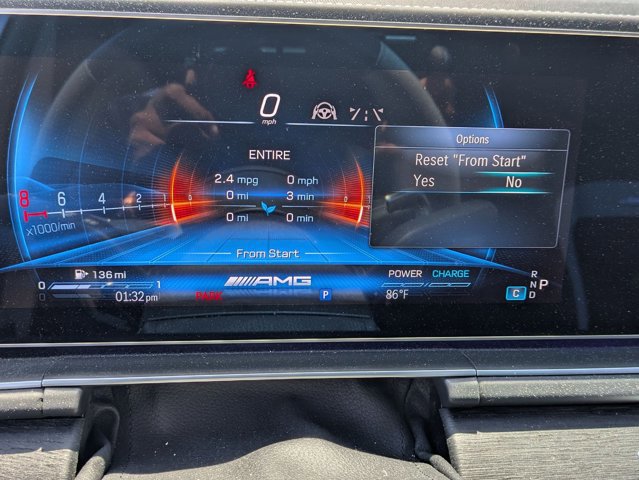 0
mph
Options
Reset "From Start"
Yes No
ENTIRE
2.4 mpg 0 mph
0 mi 3 min
0 mi 0 min
From Start
8 6 4 2
x1000/min
136 mi
0 1
01:32 pm
PARK
AMG
P
POWER CHARGE
86°F
C
R
N P
D